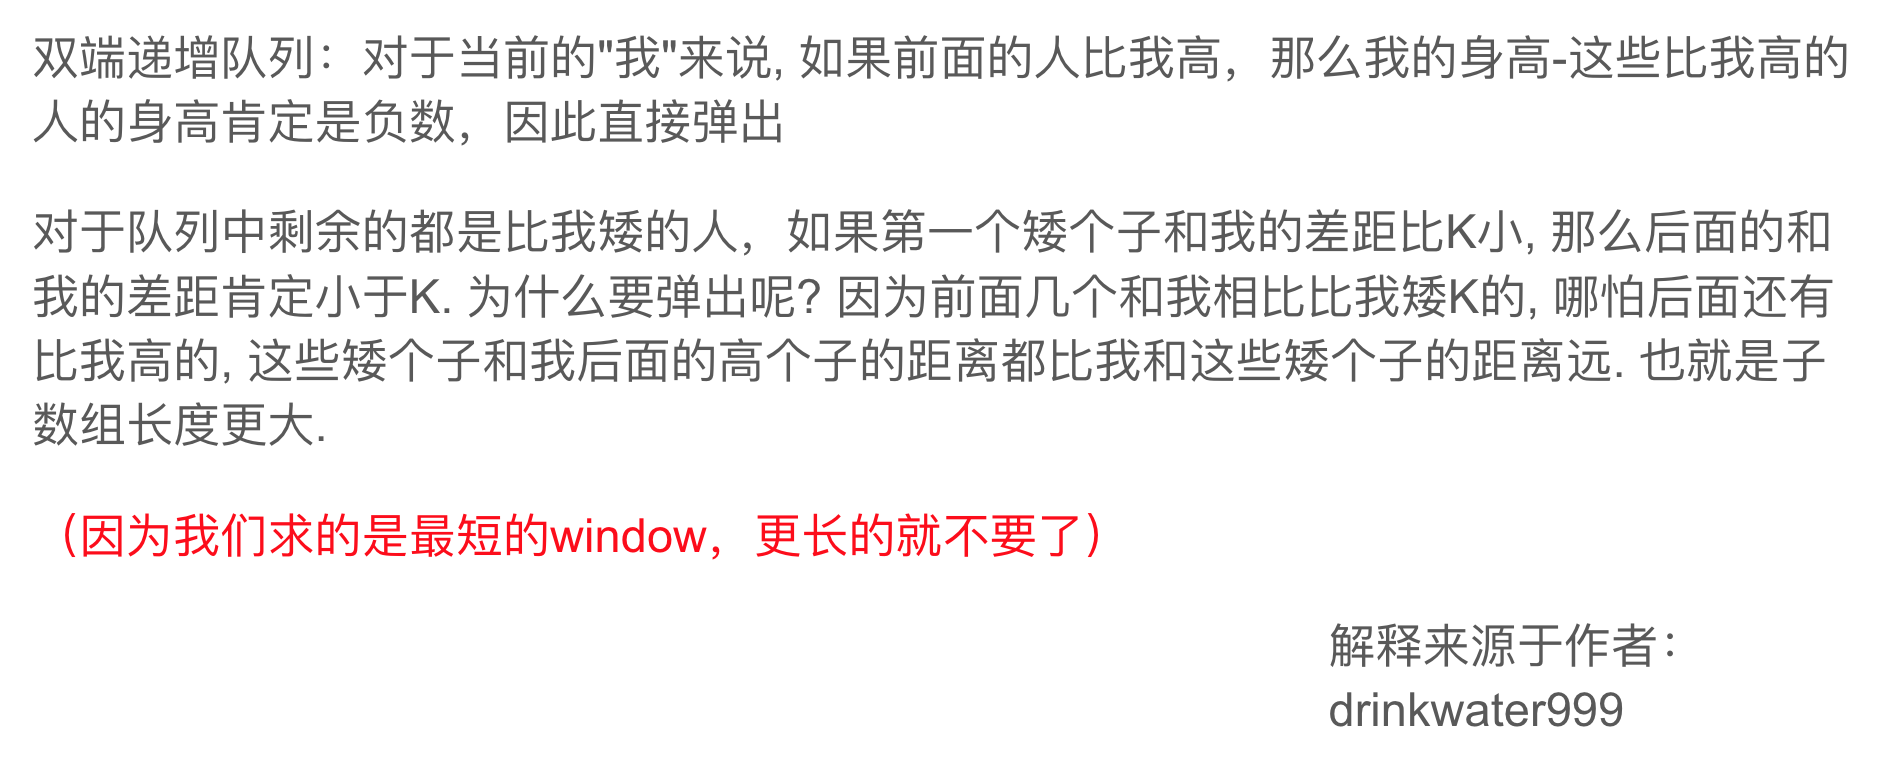 双端递增队列：对于当前的"我"来说, 如果前面的人比我高，那么我的身高-这些比我高的
人的身高肯定是负数，因此直接弹出
对于队列中剩余的都是比我矮的人，如果第一个矮个子和我的差距比K小, 那么后面的和
我的差距肯定小于K. 为什么要弹出呢? 因为前面几个和我相比比我矮K的, 哪怕后面还有
比我高的, 这些矮个子和我后面的高个子的距离都比我和这些矮个子的距离远. 也就是子
数组长度更大.
（因为我们求的是最短的window，更长的就不要了）
解释来源于作者：
drinkwater999